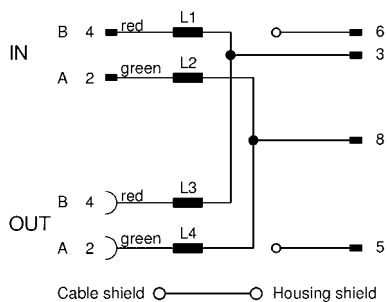 B 4 red L1 6
IN 3
A 2 green L2
8
B 4 red L3
OUT
A 2 green L4 5
Cable shield Housing shield